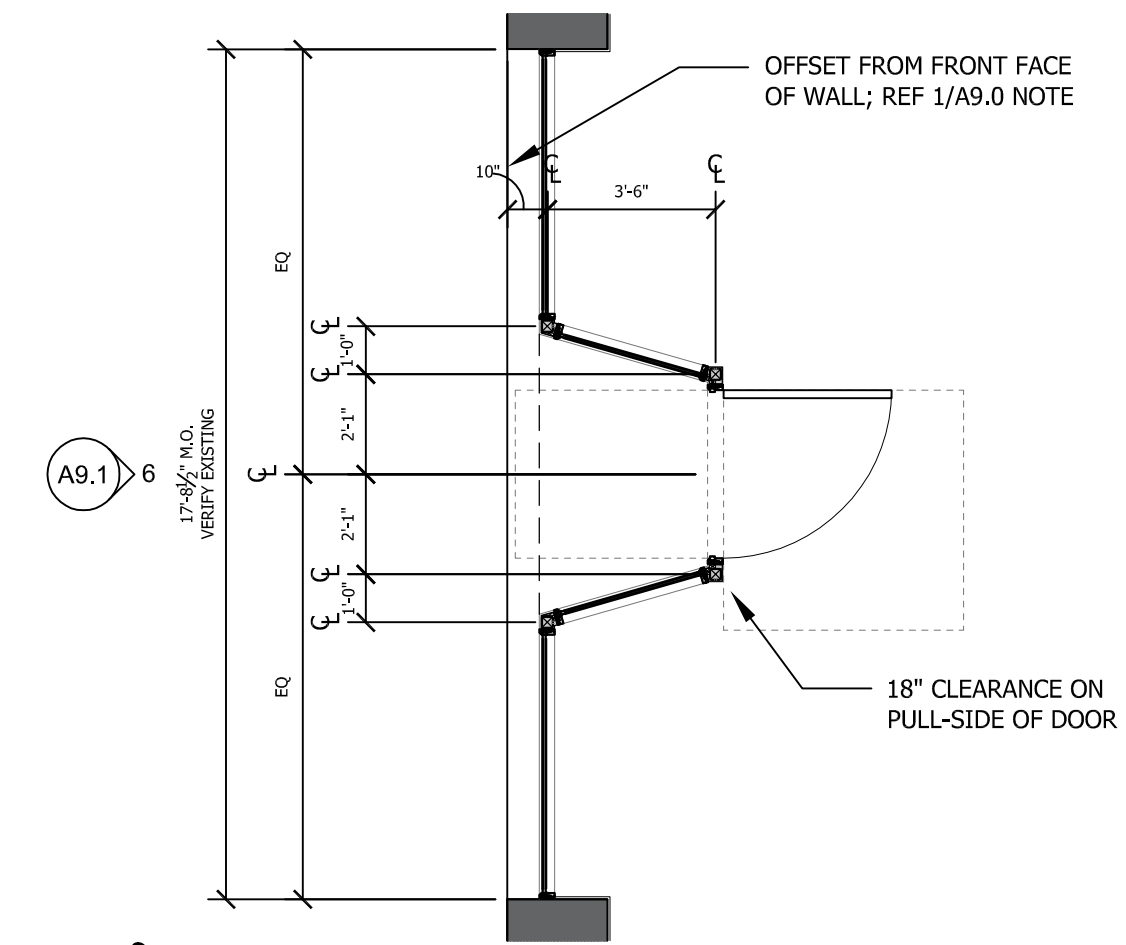 OFFSET FROM FRONT FACE
OF WALL; REF 1/A9.0 NOTE
10"
CL
CL
3'-6"
EQ
CL
1'-0"
CL
2'-1"
A9.1
6
17'-8½" M.O.
VERIFY EXISTING
CL
2'-1"
CL
1'-0"
CL
EQ
18" CLEARANCE ON
PULL-SIDE OF DOOR